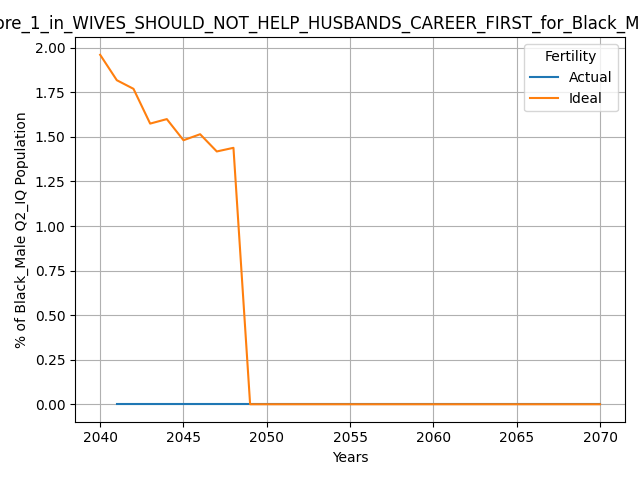 ore_1_in_WIVES_SHOULD_NOT_HELP_HUSBANDS_CAREER_FIRST_for_Black_M
2.00
1.75
1.50
1.25
1.00
0.75
0.50
0.25
0.00
% of Black_Male Q2_IQ Population
Fertility
Actual
Ideal
2040 2045 2050 2055 2060 2065 2070
Years